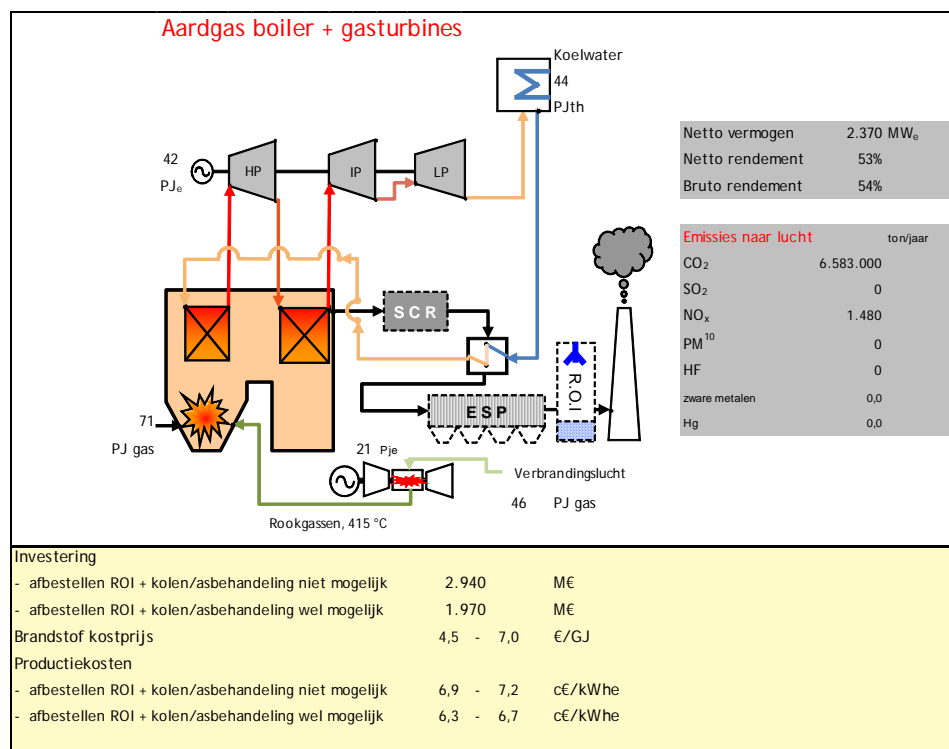 Aardgas boiler + gasturbines
Koelwater
44
PJth
42
PJe
HP
IP
LP
Netto vermogen 2.370 MWe
Netto rendement 53%
Bruto rendement 54%
Emissies naar lucht ton/jaar
CO2 6.583.000
SO2 0
NOx 1.480
PM10 0
HF 0
zware metalen 0,0
Hg 0,0
SCR
R.O.I
ESP
71
PJ gas
21 Pje
Verbrandingslucht
46 PJ gas
Rookgassen, 415 °C
Investering
- afbestellen ROI + kolen/asbehandeling niet mogelijk 2.940 M€
- afbestellen ROI + kolen/asbehandeling wel mogelijk 1.970 M€
Brandstof kostprijs 4,5 - 7,0 €/GJ
Productiekosten
- afbestellen ROI + kolen/asbehandeling niet mogelijk 6,9 - 7,2 c€/kWhe
- afbestellen ROI + kolen/asbehandeling wel mogelijk 6,3 - 6,7 c€/kWhe